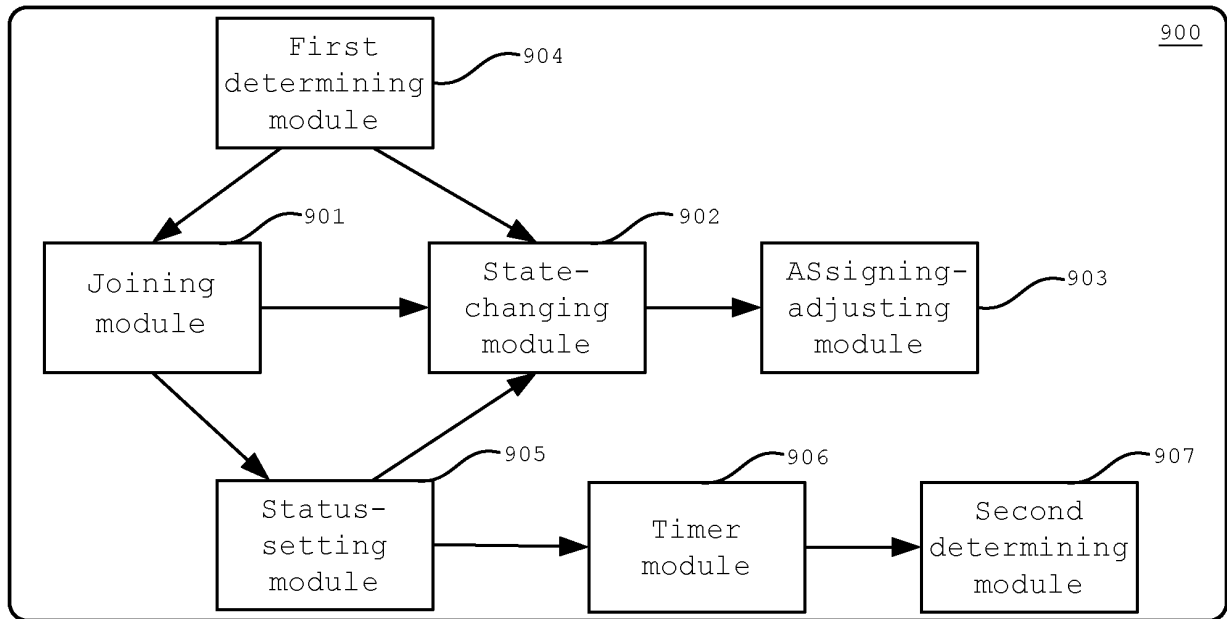 900
First
determining
module
904
901
Joining
module
902
State-
changing
module
ASsigning-
adjusting
module
903
905
Status-
setting
module
906
Timer
module
907
Second
determining
module